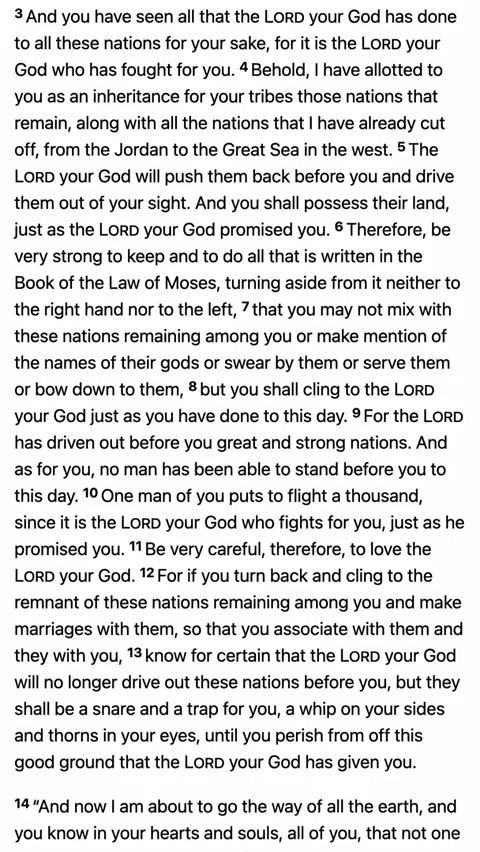 3 And you have seen all that the LORD your God has done
to all these nations for your sake, for it is the LORD your
God who has fought for you. 4 Behold, I have allotted to
you as an inheritance for your tribes those nations that
remain, along with all the nations that I have already cut
off, from the Jordan to the Great Sea in the west. 5 The
LORD your God will push them back before you and drive
them out of your sight. And you shall possess their land,
just as the LORD your God promised you. 6 Therefore, be
very strong to keep and to do all that is written in the
Book of the Law of Moses, turning aside from it neither to
the right hand nor to the left, 7 that you may not mix with
these nations remaining among you or make mention of
the names of their gods or swear by them or serve them
or bow down to them, 8 but you shall cling to the LORD
your God just as you have done to this day. 9 For the LORD
has driven out before you great and strong nations. And
as for you, no man has been able to stand before you to
this day. 10 One man of you puts to flight a thousand,
since it is the LORD your God who fights for you, just as he
promised you. 11 Be very careful, therefore, to love the
LORD your God. 12 For if you turn back and cling to the
remnant of these nations remaining among you and make
marriages with them, so that you associate with them and
they with you, 13 know for certain that the LORD your God
will no longer drive out these nations before you, but they
shall be a snare and a trap for you, a whip on your sides
and thorns in your eyes, until you perish from off this
good ground that the LORD your God has given you.
14 “And now I am about to go the way of all the earth, and
you know in your hearts and souls, all of you, that not one